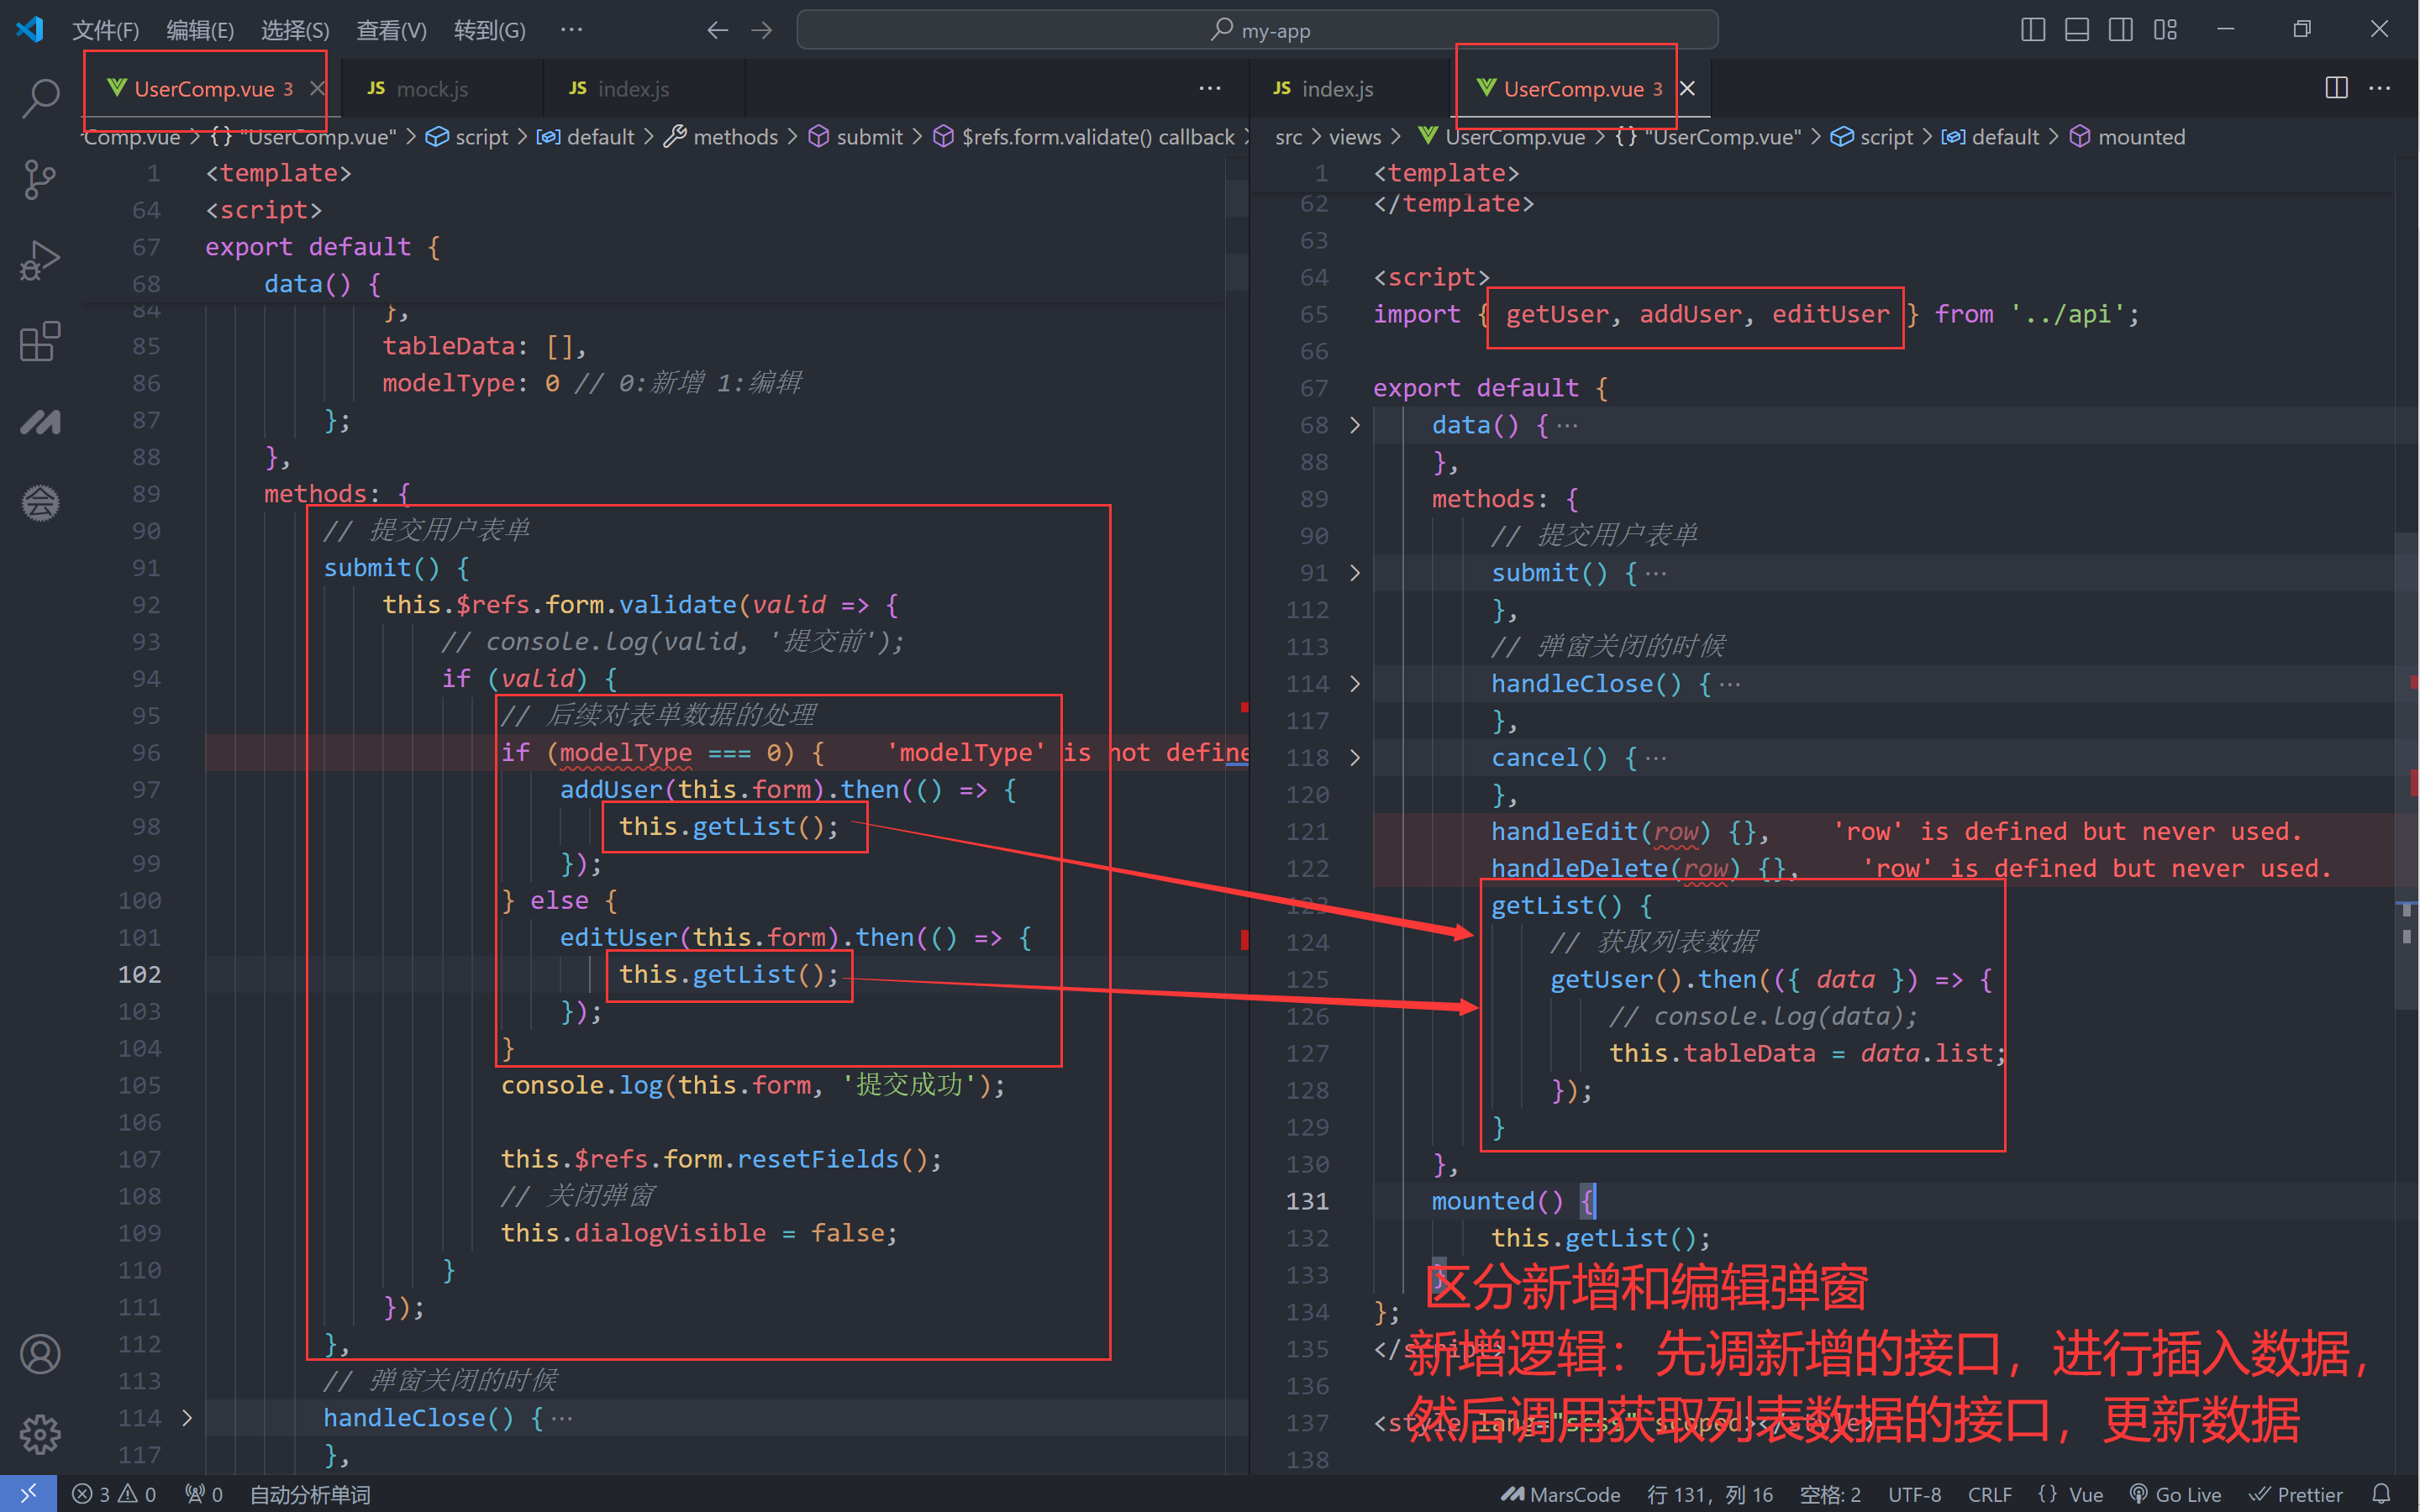 文件(F) 编辑(E) 选择(S) 查看(V) 转到(G) ··· my-app
UserComp.vue 3
JS mock.js
JS index.js
Comp.vue > {} "UserComp.vue" > script > default > methods > submit > $refs.form.validate() callback >
1 <template>
64 <script>
67 export default {
68 data() {
84 },
85 tableData: [],
86 modelType: 0 // 0:新增 1:编辑
87 };
88 },
89 methods: {
90 // 提交用户表单
91 submit() {
92 this.$refs.form.validate(valid => {
93 // console.log(valid, '提交前');
94 if (valid) {
95 // 后续对表单数据的处理
96 if (modelType === 0) { 'modelType' is not define
97 addUser(this.form).then(() => {
98 this.getList();
99 });
100 } else {
101 editUser(this.form).then(() => {
102 this.getList();
103 });
104 }
105 console.log(this.form, '提交成功');
106
107 this.$refs.form.resetFields();
108 // 关闭弹窗
109 this.dialogVisible = false;
110 }
111 });
112 },
113 // 弹窗关闭的时候
114 handleClose() {···
117 },
JS index.js
UserComp.vue 3
src > views > UserComp.vue > {} "UserComp.vue" > script > default > mounted
1 <template>
62 </template>
63
64 <script>
65 import { getUser, addUser, editUser } from '../api';
66
67 export default {
68 data() {···
88 },
89 methods: {
90 // 提交用户表单
91 submit() {···
112 },
113 // 弹窗关闭的时候
114 handleClose() {···
117 },
118 cancel() {···
120 },
121 handleEdit(row) {}, 'row' is defined but never used.
122 handleDelete(row) {}, 'row' is defined but never used.
123 getList() {
124 // 获取列表数据
125 getUser().then(({ data }) => {
126 // console.log(data);
127 this.tableData = data.list;
128 });
129 }
130 },
131 mounted() {
132 this.getList();
133 }
区分新增和编辑弹窗
134 };
135 </script>
新增逻辑：先调新增的接口，进行插入数据，
136
137 <style lang="scss" scoped></style>
然后调用获取列表数据的接口，更新数据
138
会
3 0 0 自动分析单词 MarsCode 行 131，列 16 空格: 2 UTF-8 CRLF {} Vue Go Live Prettier